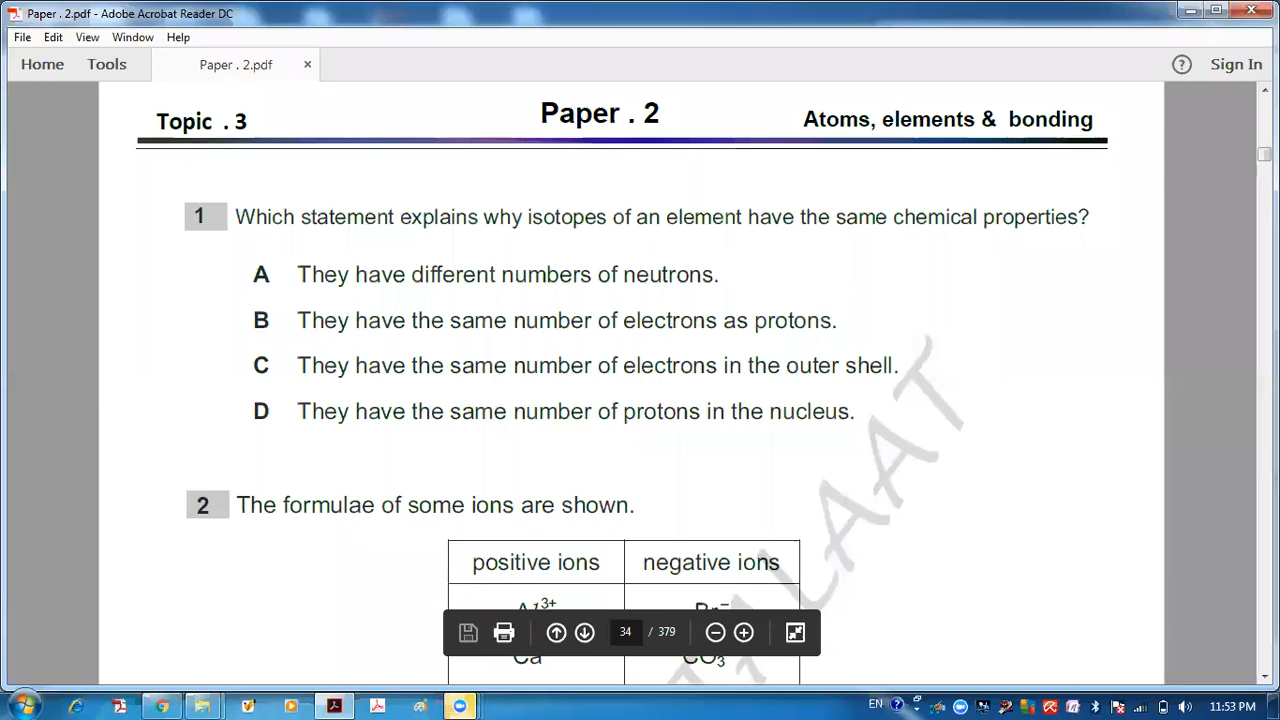 Paper . 2.pdf - Adobe Acrobat Reader DC
File Edit View Window Help
Home Tools Paper . 2.pdf × ? Sign In
Topic . 3 Paper . 2 Atoms, elements & bonding
1 Which statement explains why isotopes of an element have the same chemical properties?
A They have different numbers of neutrons.
B They have the same number of electrons as protons.
C They have the same number of electrons in the outer shell.
D They have the same number of protons in the nucleus.
2 The formulae of some ions are shown.
positive ions negative ions
Al³⁺ Br⁻
34 / 379
Ca CO₃
EN ? 11:53 PM